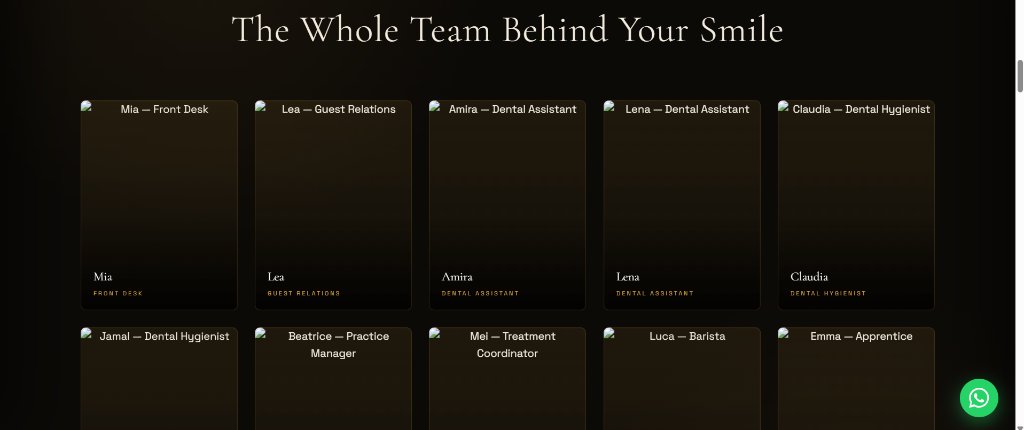 The Whole Team Behind Your Smile
Mia — Front Desk
Lea — Guest Relations
Amira — Dental Assistant
Lena — Dental Assistant
Claudia — Dental Hygienist
Mia
FRONT DESK
Lea
GUEST RELATIONS
Amira
DENTAL ASSISTANT
Lena
DENTAL ASSISTANT
Claudia
DENTAL HYGIENIST
Jamal — Dental Hygienist
Beatrice — Practice
Manager
Mei — Treatment
Coordinator
Luca — Barista
Emma — Apprentice